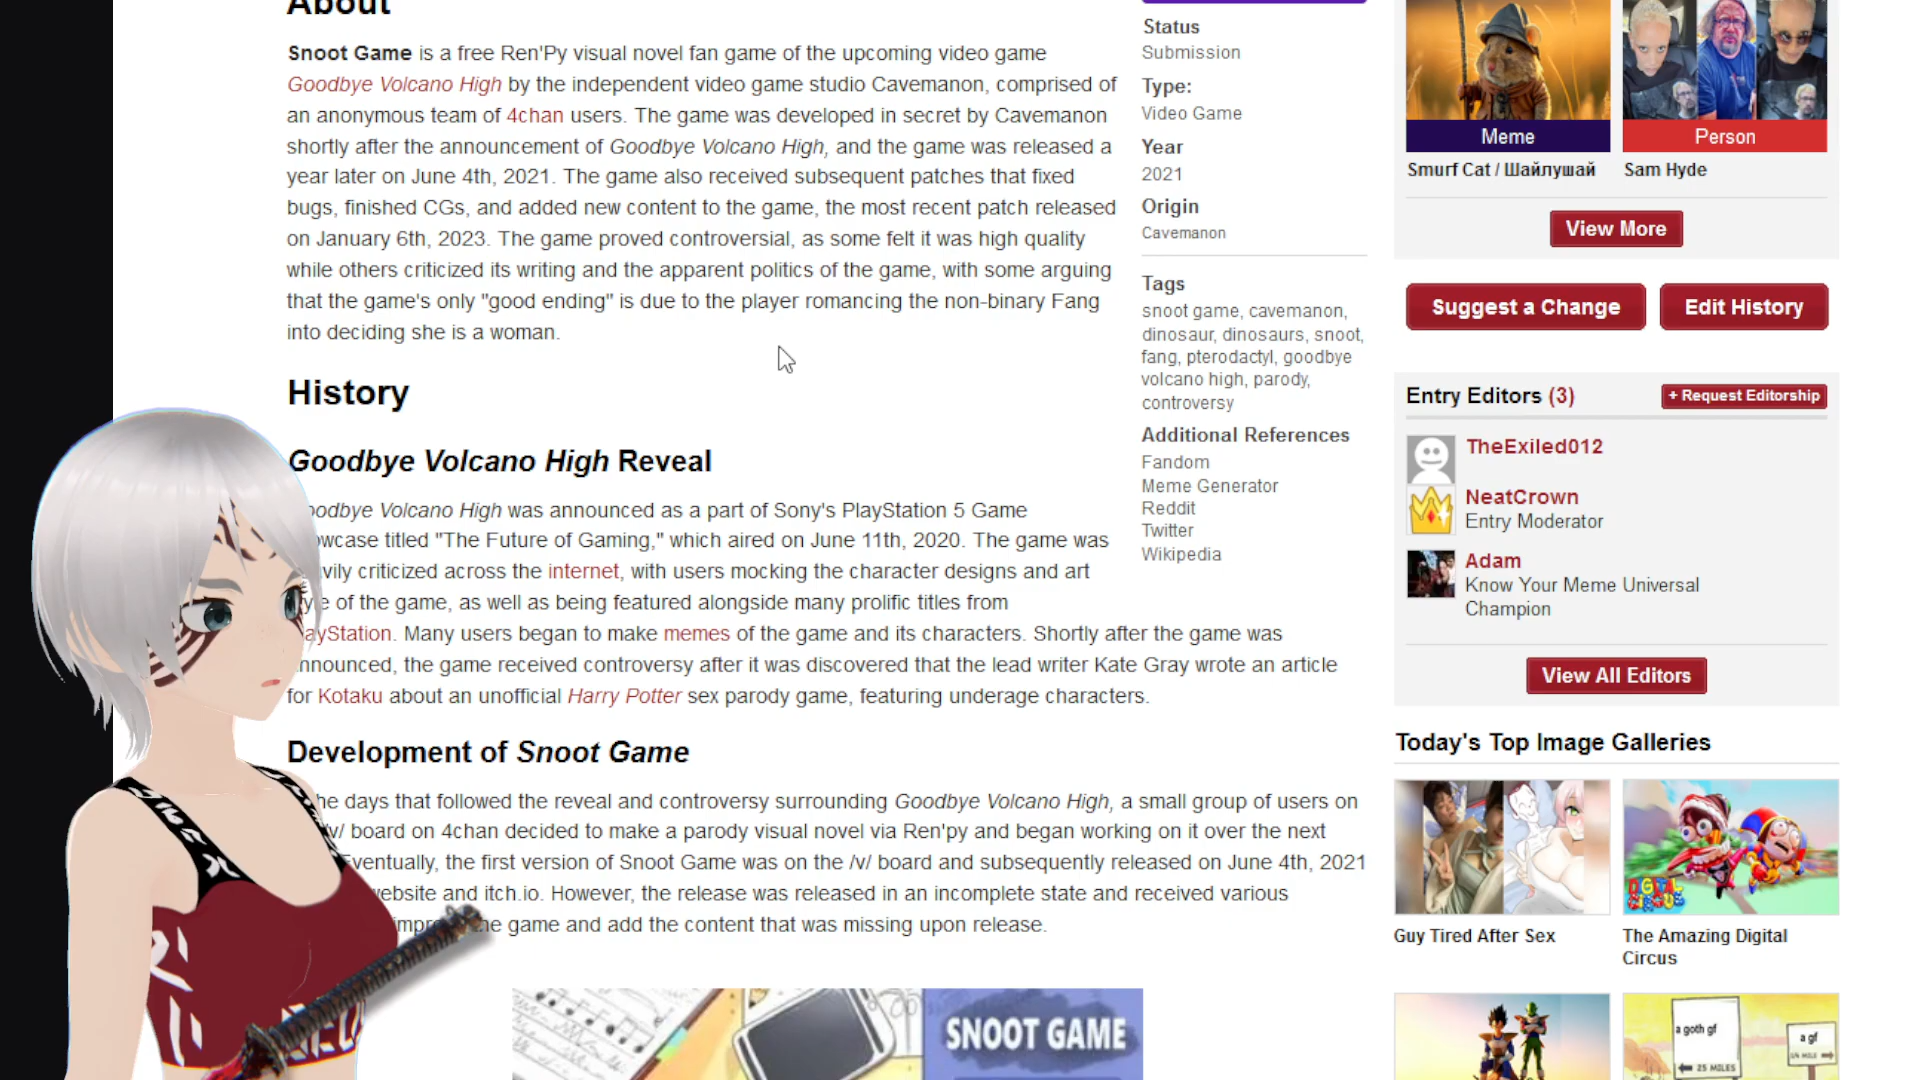 About
Snoot Game is a free Ren'Py visual novel fan game of the upcoming video game
Goodbye Volcano High by the independent video game studio Cavemanon, comprised of
an anonymous team of 4chan users. The game was developed in secret by Cavemanon
shortly after the announcement of Goodbye Volcano High, and the game was released a
year later on June 4th, 2021. The game also received subsequent patches that fixed
bugs, finished CGs, and added new content to the game, the most recent patch released
on January 6th, 2023. The game proved controversial, as some felt it was high quality
while others criticized its writing and the apparent politics of the game, with some arguing
that the game's only "good ending" is due to the player romancing the non-binary Fang
into deciding she is a woman.
History
Goodbye Volcano High Reveal
oodbye Volcano High was announced as a part of Sony's PlayStation 5 Game
owcase titled "The Future of Gaming," which aired on June 11th, 2020. The game was
vily criticized across the internet, with users mocking the character designs and art
e of the game, as well as being featured alongside many prolific titles from
ayStation. Many users began to make memes of the game and its characters. Shortly after the game was
nnounced, the game received controversy after it was discovered that the lead writer Kate Gray wrote an article
for Kotaku about an unofficial Harry Potter sex parody game, featuring underage characters.
Development of Snoot Game
he days that followed the reveal and controversy surrounding Goodbye Volcano High, a small group of users on
v/ board on 4chan decided to make a parody visual novel via Ren'py and began working on it over the next
Eventually, the first version of Snoot Game was on the /v/ board and subsequently released on June 4th, 2021
ebsite and itch.io. However, the release was released in an incomplete state and received various
impr he game and add the content that was missing upon release.
SNOOT GAME
Status
Submission
Type:
Video Game
Year
2021
Origin
Cavemanon
Tags
snoot game, cavemanon,
dinosaur, dinosaurs, snoot,
fang, pterodactyl, goodbye
volcano high, parody,
controversy
Additional References
Fandom
Meme Generator
Reddit
Twitter
Wikipedia
Meme
Smurf Cat / Шайлушай
Person
Sam Hyde
View More
Suggest a Change
Edit History
Entry Editors (3)
+ Request Editorship
TheExiled012
NeatCrown
Entry Moderator
Adam
Know Your Meme Universal
Champion
View All Editors
Today's Top Image Galleries
Guy Tired After Sex
DIGITAL
CIRCUS
The Amazing Digital
Circus
a goth gf
25 MILES
a gf